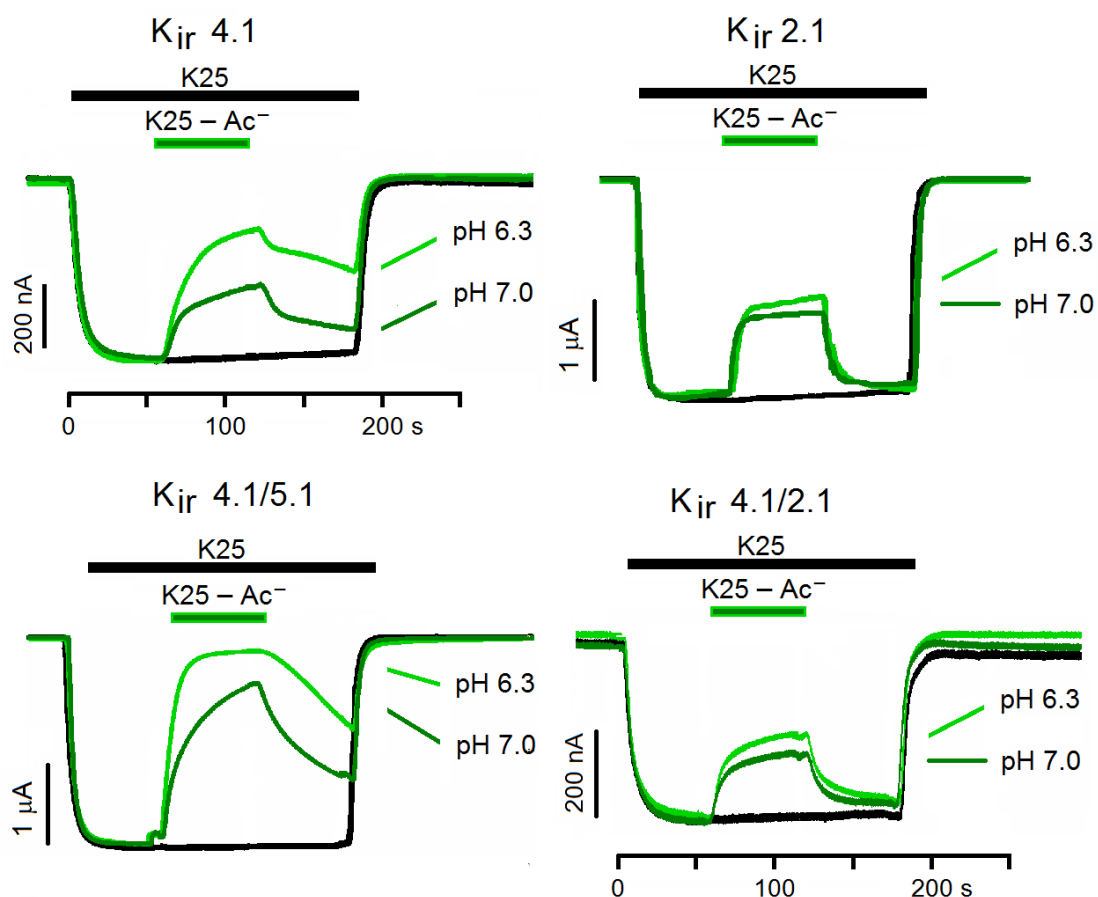 Kir 4.1
K25
K25 – Ac⁻
pH 6.3
pH 7.0
200 nA
0 100 200 s
Kir 2.1
K25
K25 – Ac⁻
pH 6.3
pH 7.0
1 µA
Kir 4.1/5.1
K25
K25 – Ac⁻
pH 6.3
pH 7.0
1 µA
Kir 4.1/2.1
K25
K25 – Ac⁻
pH 6.3
pH 7.0
200 nA
0 100 200 s